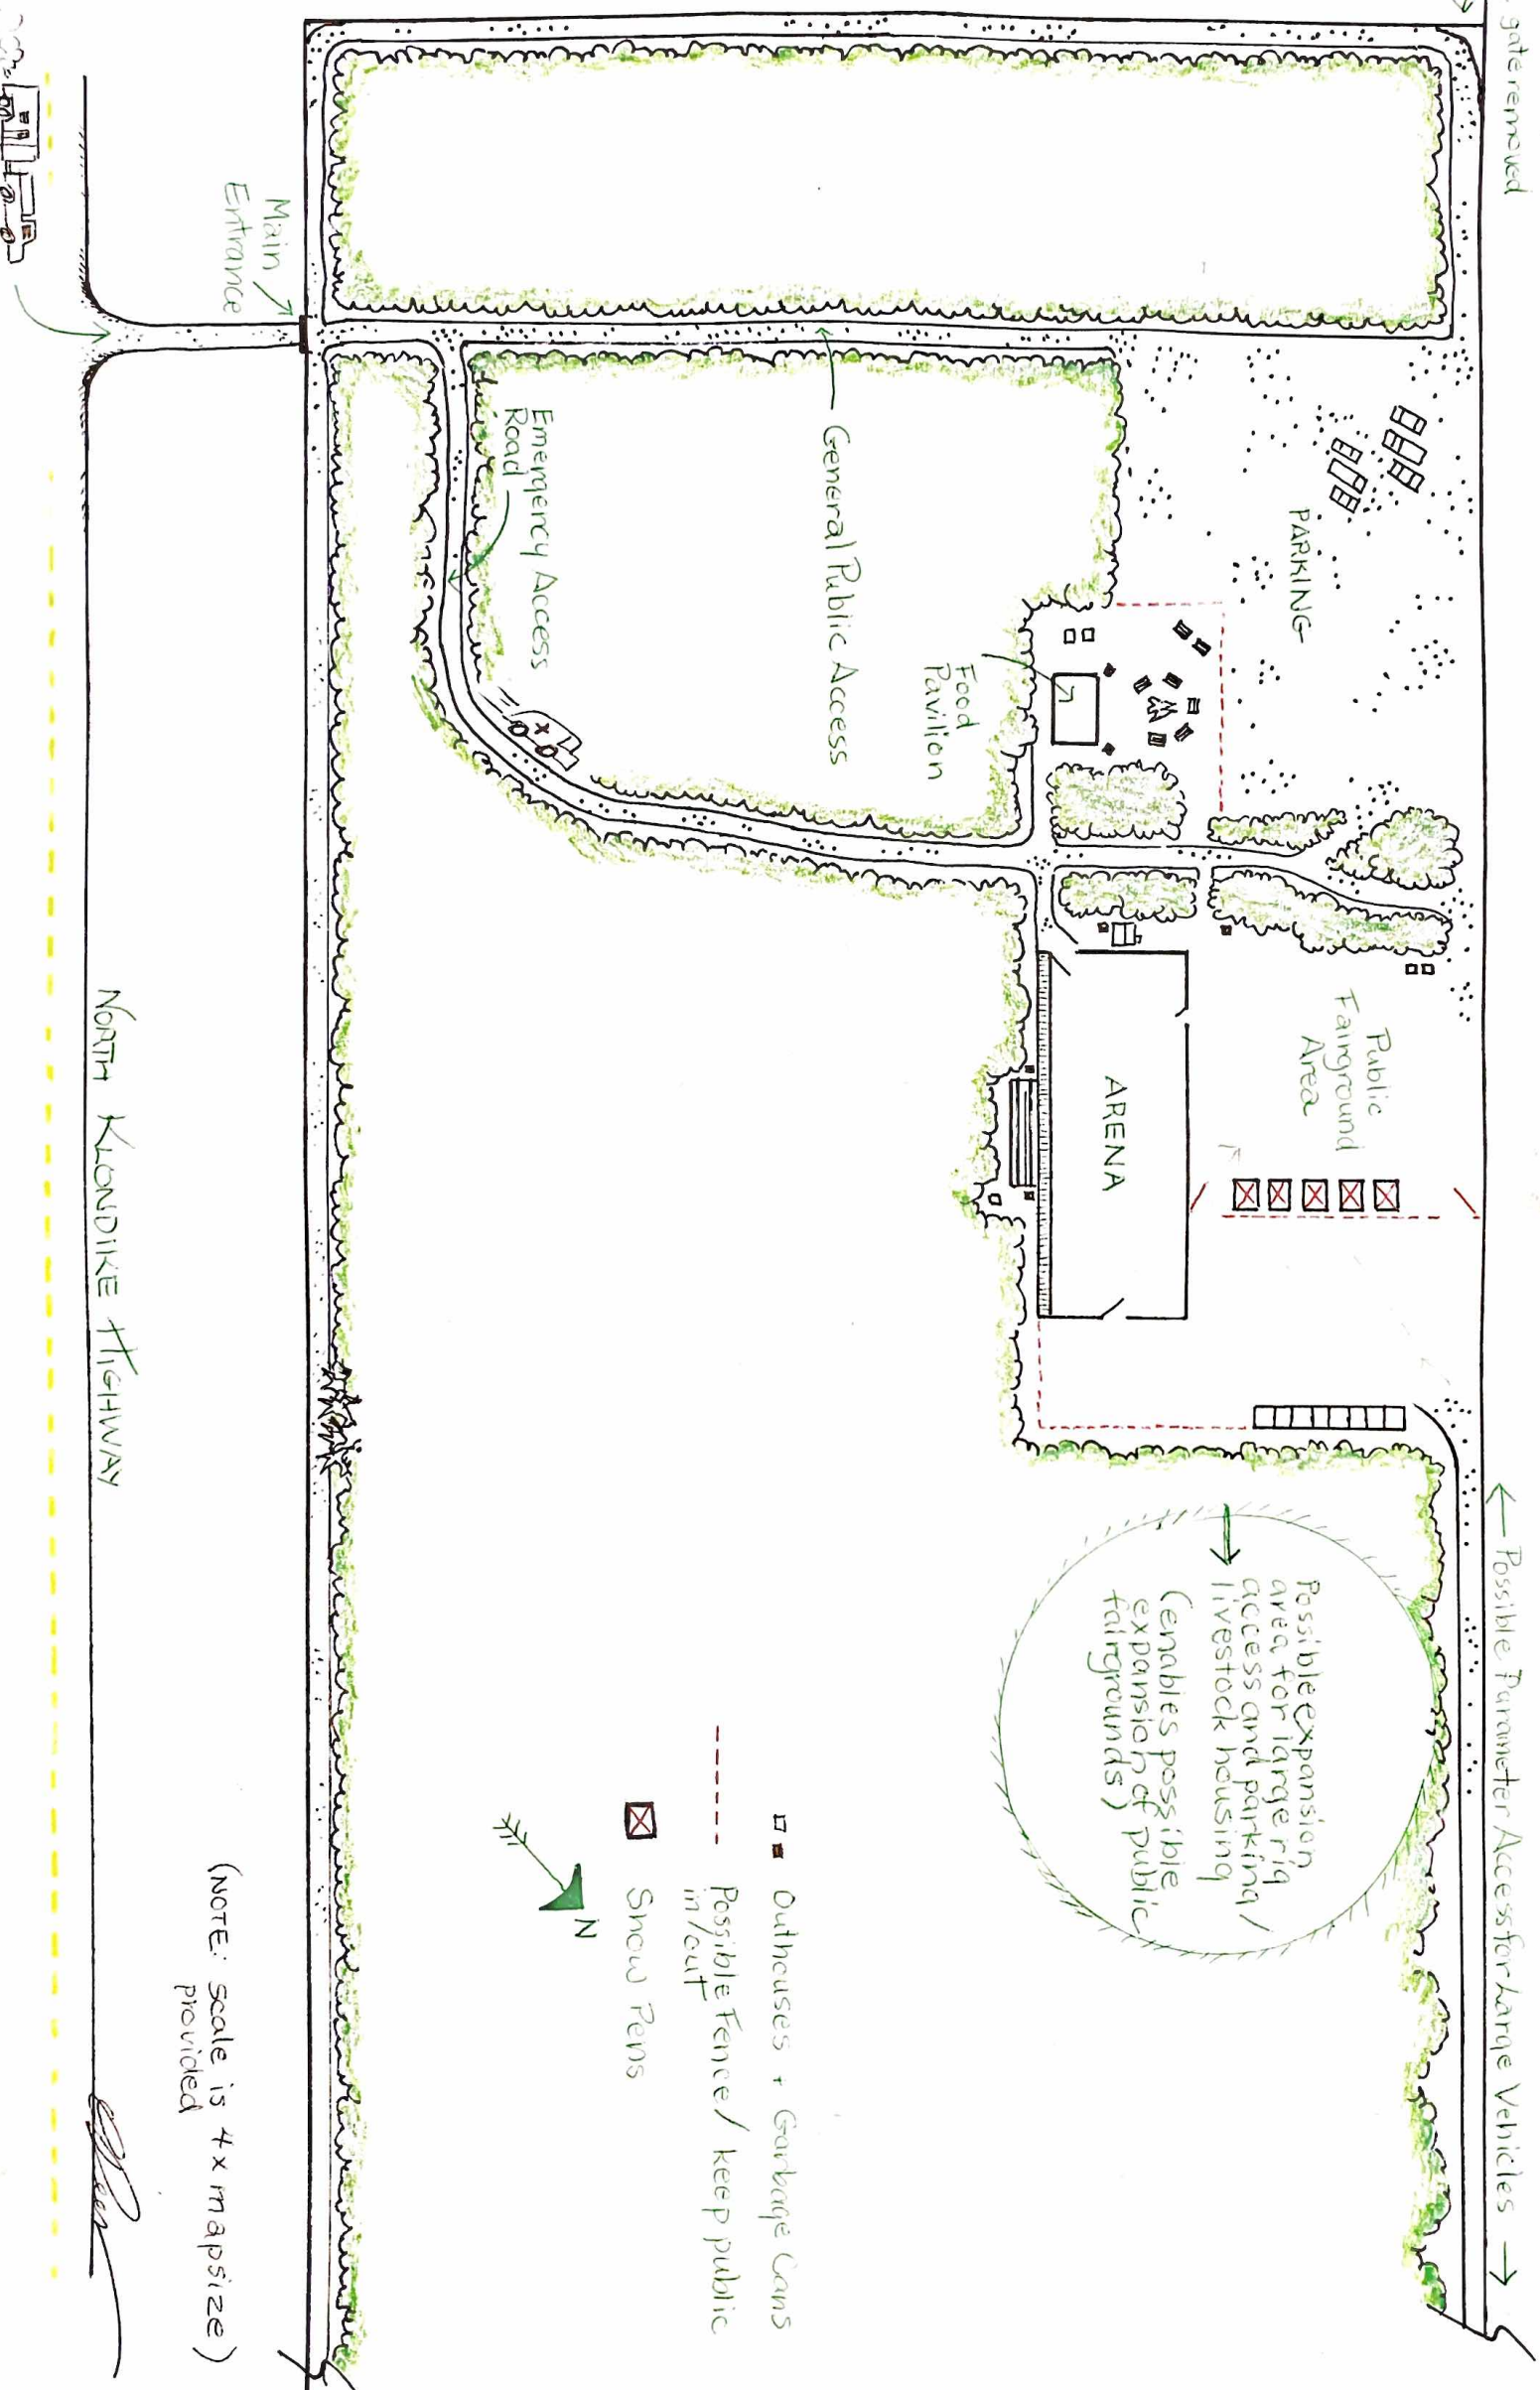 gate removed
← Possible Parameter Access for Large Vehicles →
PARKING
Public
Fairground
Area
Possible expansion
area for large rig
access and parking/
livestock housing
(enables possible
expansion of public
fairgrounds)
ARENA
Food
Pavilion
General Public Access
Emergency Access
Road
Outhouses + Garbage Cans
Possible Fence / keep public
in/out
Show Pens
N
Main
Entrance
(NOTE: scale is 4x mapsize)
provided
NORTH KLONDIKE HIGHWAY